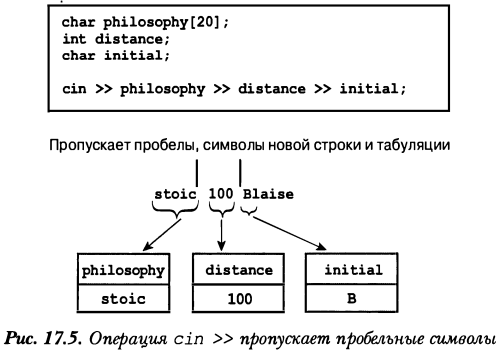 char philosophy[20];
int distance;
char initial;
cin >> philosophy >> distance >> initial;
Пропускает пробелы, символы новой строки и табуляции
stoic 100 Blaise
philosophy distance initial
stoic 100 B
Рис. 17.5. Операция cin >> пропускает пробельные символы